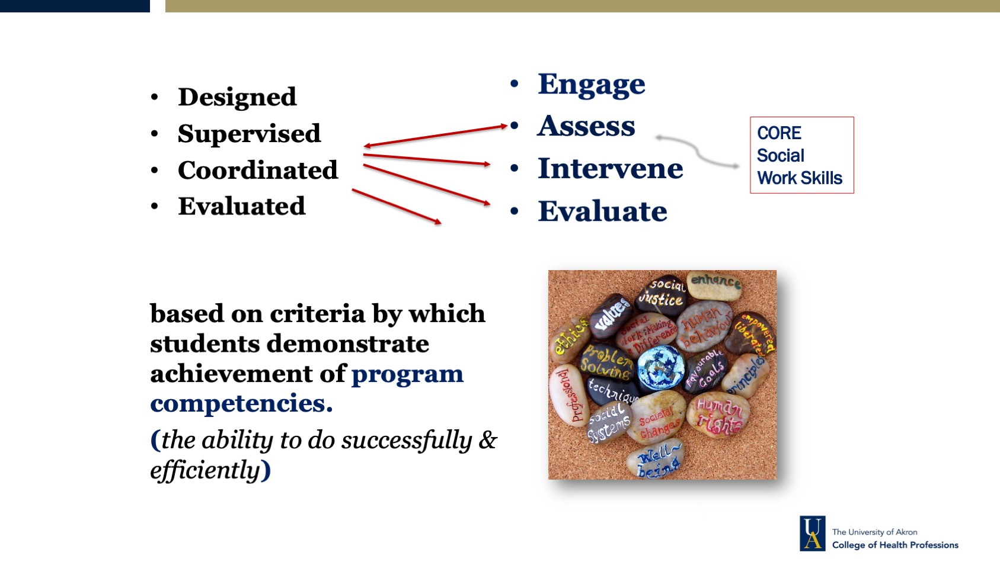 • Designed
• Supervised
• Coordinated
• Evaluated
• Engage
• Assess
• Intervene
• Evaluate
CORE
Social
Work Skills
based on criteria by which
students demonstrate
achievement of program
competencies.
(the ability to do successfully &
efficiently)
enhance
social
justice
values
ethics
Social
Work: Making
a Difference
human
behaviour
empowered
liberated
Problem
Solving
Favourable
Goals
principles
Professional
technique
social
systems
Societal
changes
Human
rights
Well-
being
UA
The University of Akron
College of Health Professions